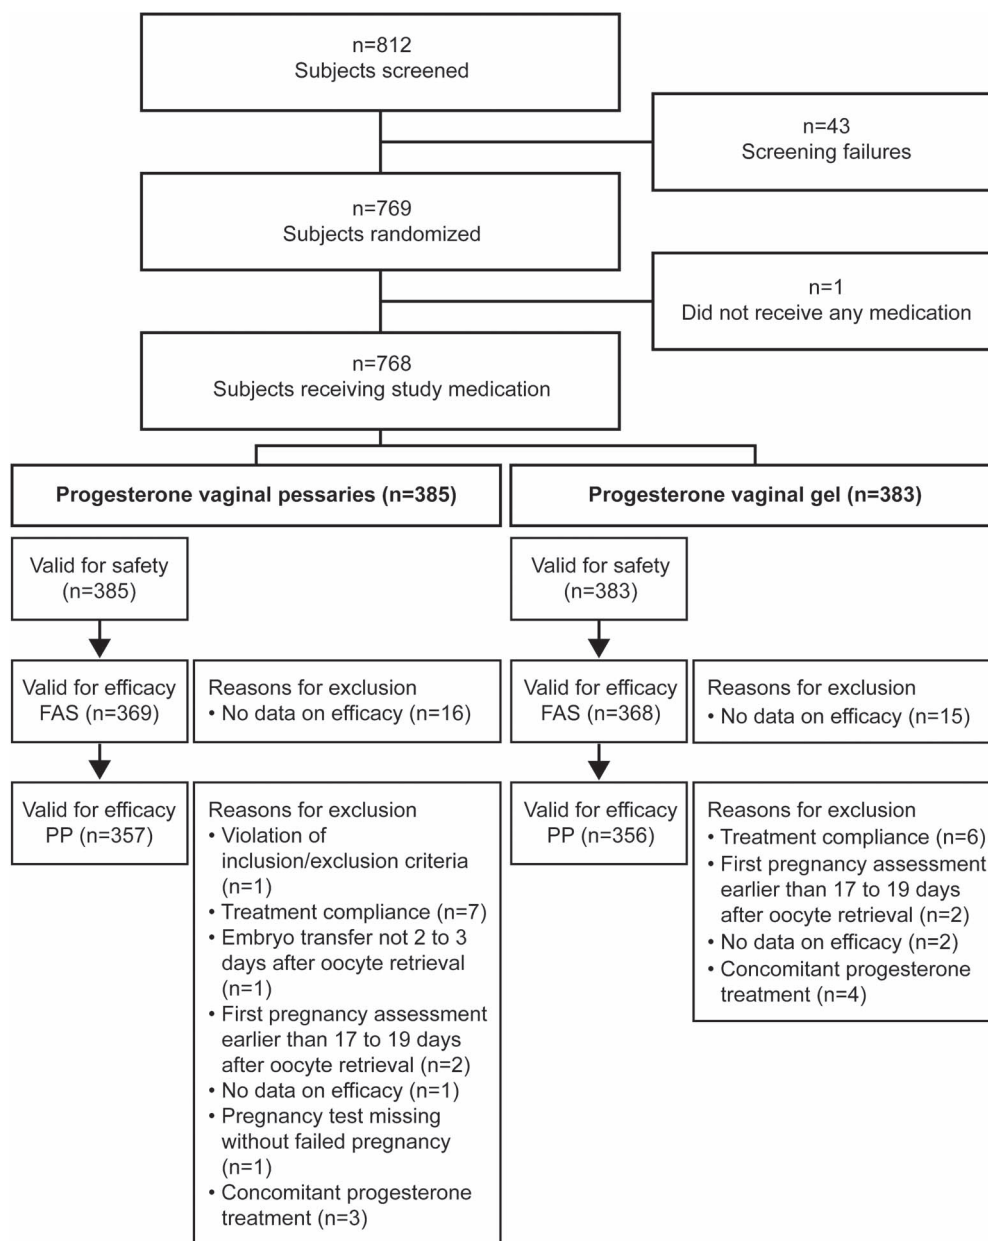 n=812
Subjects screened
n=43
Screening failures
n=769
Subjects randomized
n=1
Did not receive any medication
n=768
Subjects receiving study medication
Progesterone vaginal pessaries (n=385)
Progesterone vaginal gel (n=383)
Valid for safety
(n=385)
Valid for safety
(n=383)
Valid for efficacy
FAS (n=369)
Reasons for exclusion
• No data on efficacy (n=16)
Valid for efficacy
FAS (n=368)
Reasons for exclusion
• No data on efficacy (n=15)
Valid for efficacy
PP (n=357)
Reasons for exclusion
• Violation of
inclusion/exclusion criteria
(n=1)
• Treatment compliance (n=7)
• Embryo transfer not 2 to 3
days after oocyte retrieval
(n=1)
• First pregnancy assessment
earlier than 17 to 19 days
after oocyte retrieval (n=2)
• No data on efficacy (n=1)
• Pregnancy test missing
without failed pregnancy
(n=1)
• Concomitant progesterone
treatment (n=3)
Valid for efficacy
PP (n=356)
Reasons for exclusion
• Treatment compliance (n=6)
• First pregnancy assessment
earlier than 17 to 19 days
after oocyte retrieval (n=2)
• No data on efficacy (n=2)
• Concomitant progesterone
treatment (n=4)